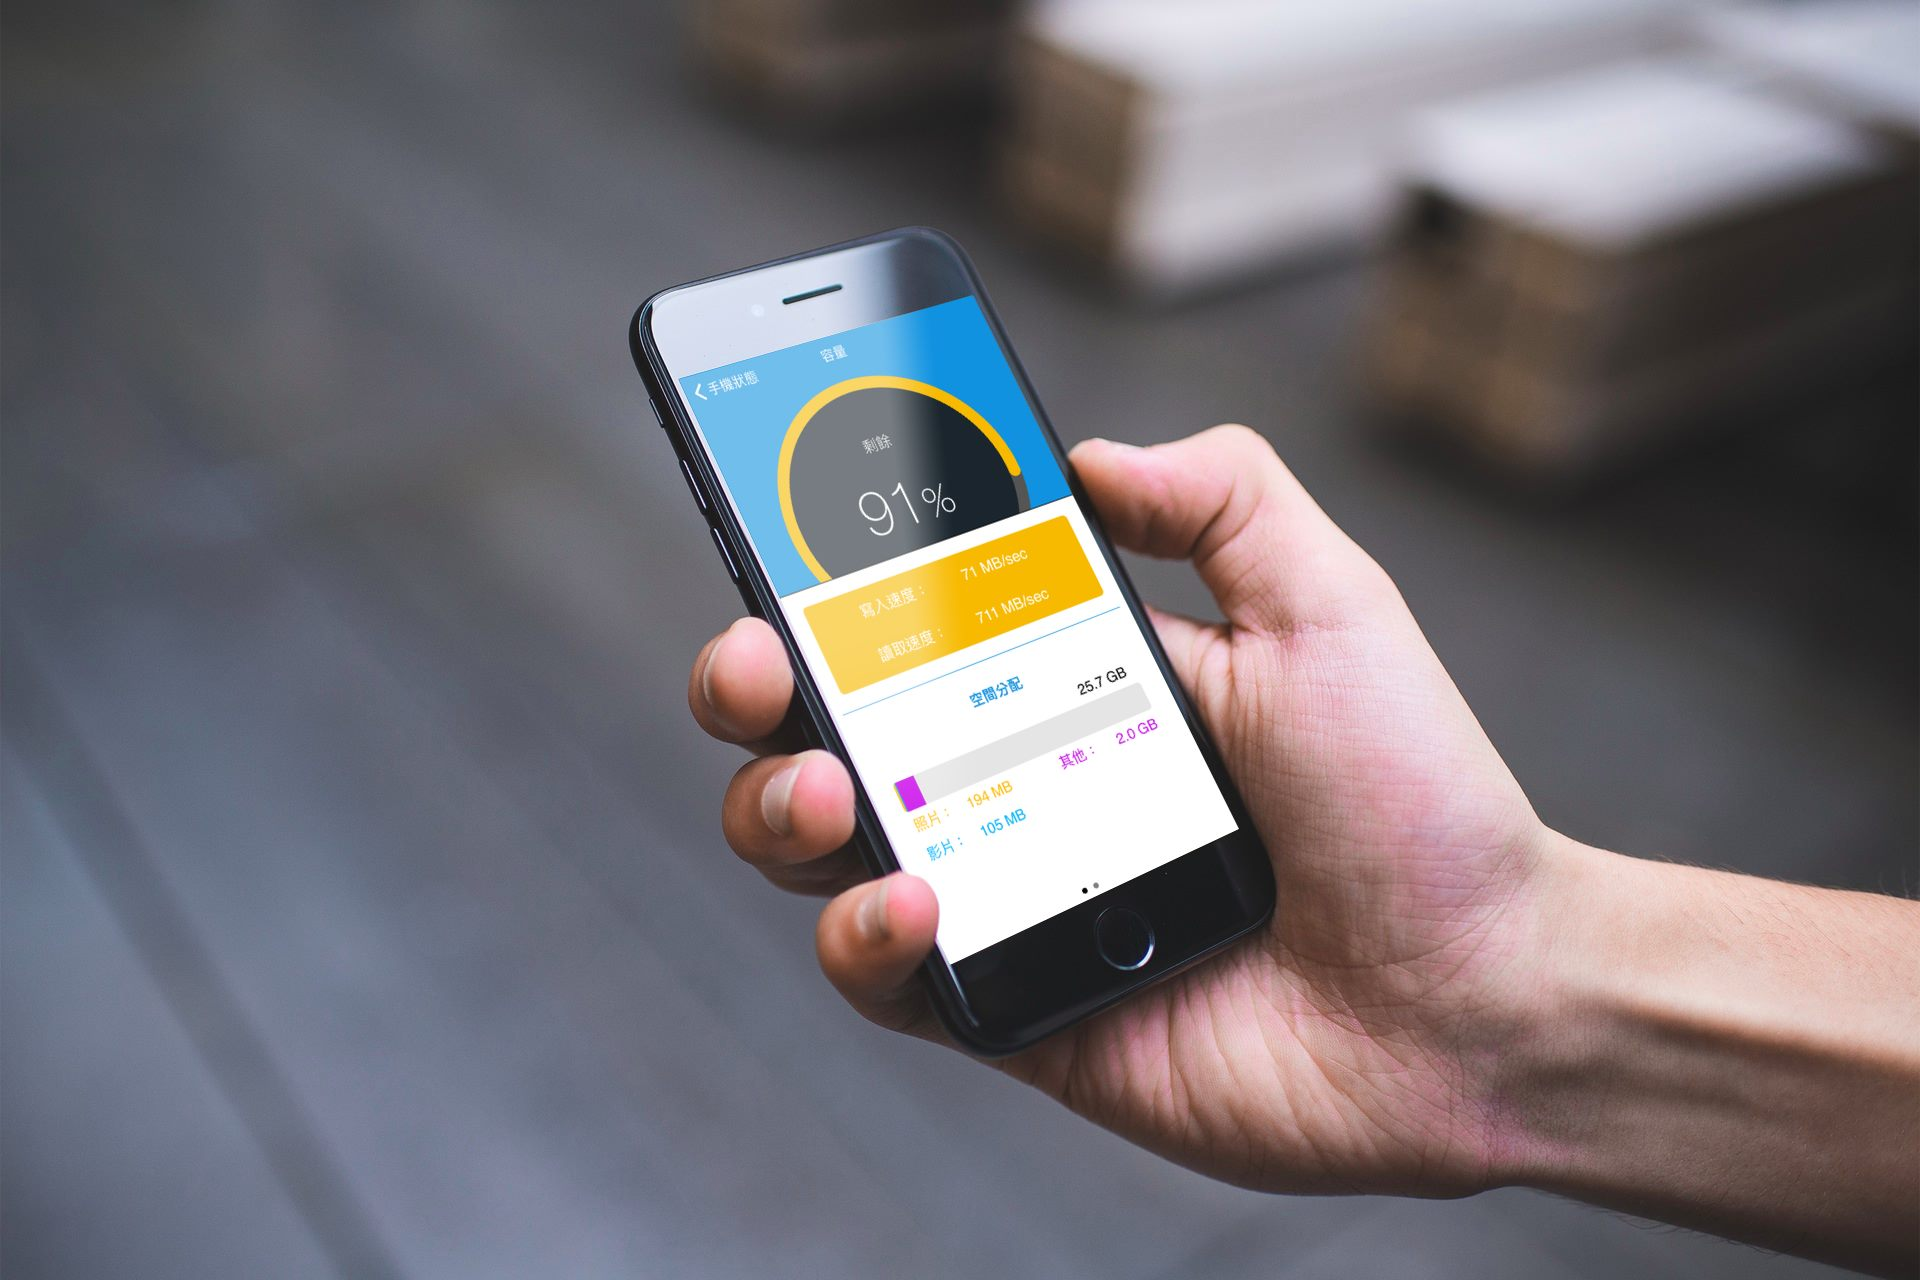 容量
手機狀態
剩餘
91%
寫入速度： 71 MB/sec
讀取速度： 711 MB/sec
空間分配
25.7 GB
照片： 194 MB
其他： 2.0 GB
影片： 105 MB